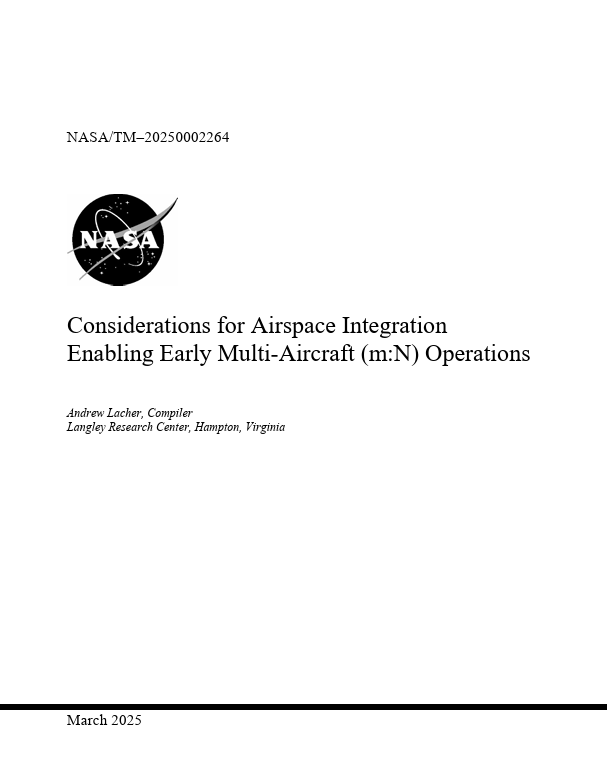 NASA/TM–20250002264
NASA
Considerations for Airspace Integration
Enabling Early Multi-Aircraft (m:N) Operations
Andrew Lacher, Compiler
Langley Research Center, Hampton, Virginia
March 2025